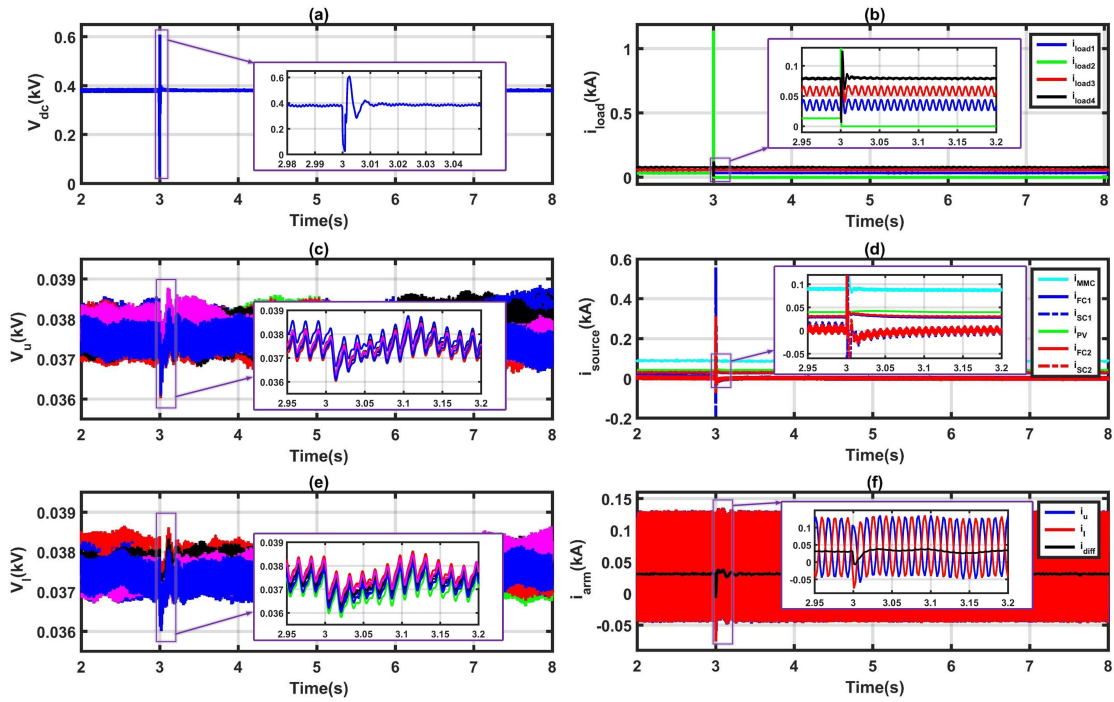 (a)
V_dc(kV)
0.6
0.4
0.2
0
0.6
0.4
0.2
0
2.98 2.99 3 3.01 3.02 3.03 3.04
2 3 4 5 6 7 8
Time(s)
(b)
i_load(kA)
1
0.5
0
0.1
0.05
0
2.95 3 3.05 3.1 3.15 3.2
i_load1
i_load2
i_load3
i_load4
2 3 4 5 6 7 8
Time(s)
(c)
V_u(kV)
0.039
0.038
0.037
0.036
0.039
0.038
0.037
0.036
2.95 3 3.05 3.1 3.15 3.2
2 3 4 5 6 7 8
Time(s)
(d)
i_source(kA)
0.6
0.4
0.2
0
-0.2
0.1
0.05
0
-0.05
2.95 3 3.05 3.1 3.15 3.2
i_MMC
i_FC1
i_SC1
i_PV
i_FC2
i_SC2
2 3 4 5 6 7 8
Time(s)
(e)
V_l(kV)
0.039
0.038
0.037
0.036
0.039
0.038
0.037
0.036
2.95 3 3.05 3.1 3.15 3.2
2 3 4 5 6 7 8
Time(s)
(f)
i_arm(kA)
0.15
0.1
0.05
0
-0.05
0.1
0.05
0
-0.05
2.95 3 3.05 3.1 3.15 3.2
i_u
i_l
i_diff
2 3 4 5 6 7 8
Time(s)